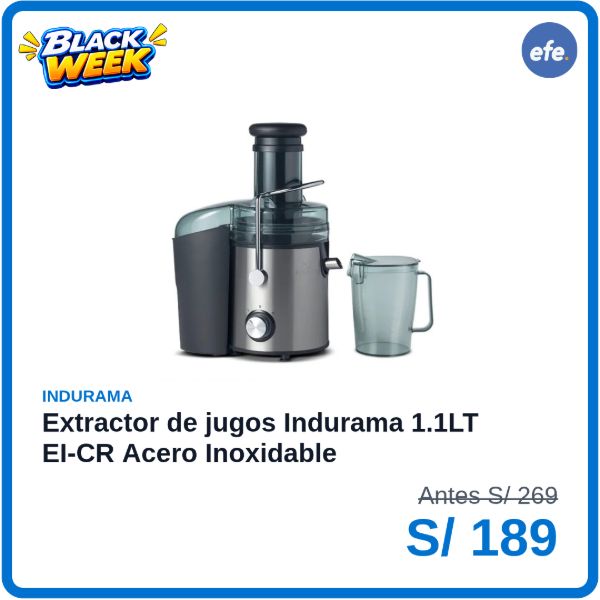 BLACK
WEEK
efe.
INDURAMA
Extractor de jugos Indurama 1.1LT
EI-CR Acero Inoxidable
Antes S/ 269
S/ 189